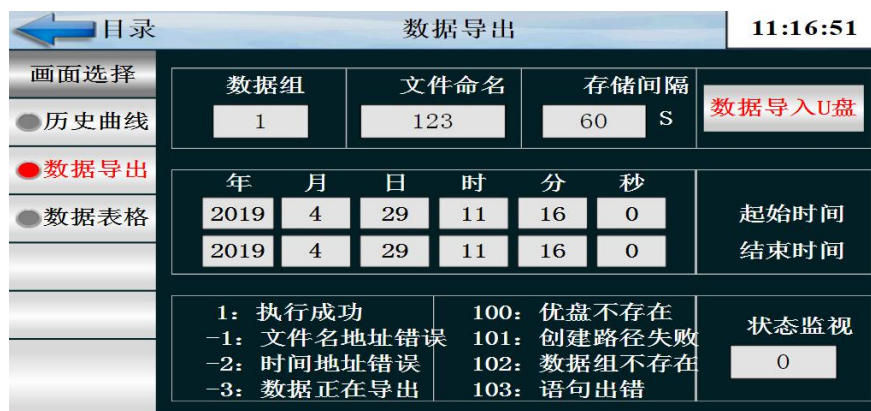 目录 数据导出 11:16:51
画面选择
历史曲线
数据导出
数据表格
数据组 文件命名 存储间隔
1 123 60 S
数据导入U盘
年 月 日 时 分 秒
2019 4 29 11 16 0 起始时间
2019 4 29 11 16 0 结束时间
1: 执行成功 100: 优盘不存在
-1: 文件名地址错误 101: 创建路径失败
-2: 时间地址错误 102: 数据组不存在
-3: 数据正在导出 103: 语句出错
状态监视
0